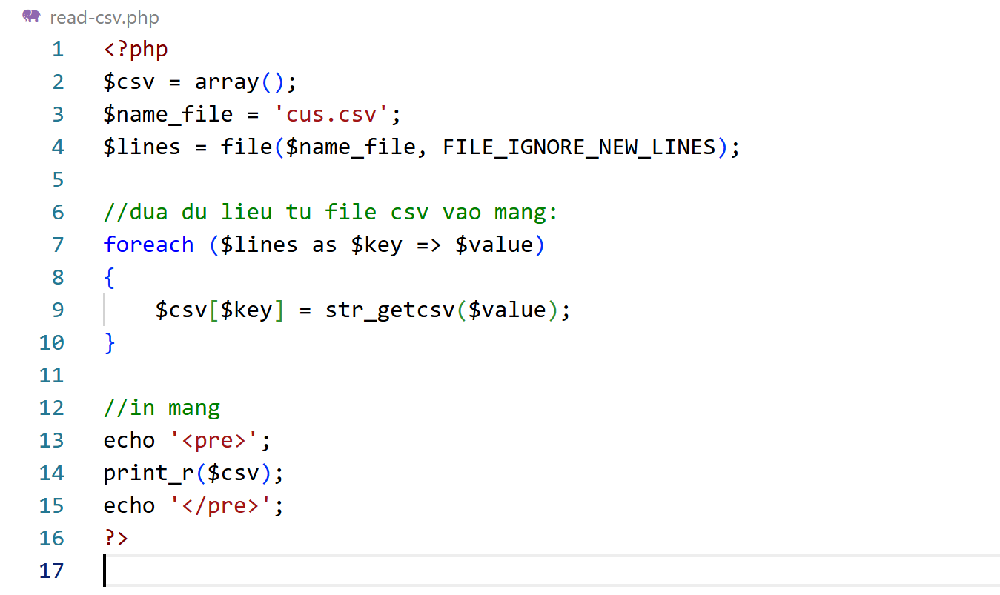 read-csv.php
1 <?php
2 $csv = array();
3 $name_file = 'cus.csv';
4 $lines = file($name_file, FILE_IGNORE_NEW_LINES);
5
6 //dua du lieu tu file csv vao mang:
7 foreach ($lines as $key => $value)
8 {
9     $csv[$key] = str_getcsv($value);
10 }
11
12 //in mang
13 echo '<pre>';
14 print_r($csv);
15 echo '</pre>';
16 ?>
17